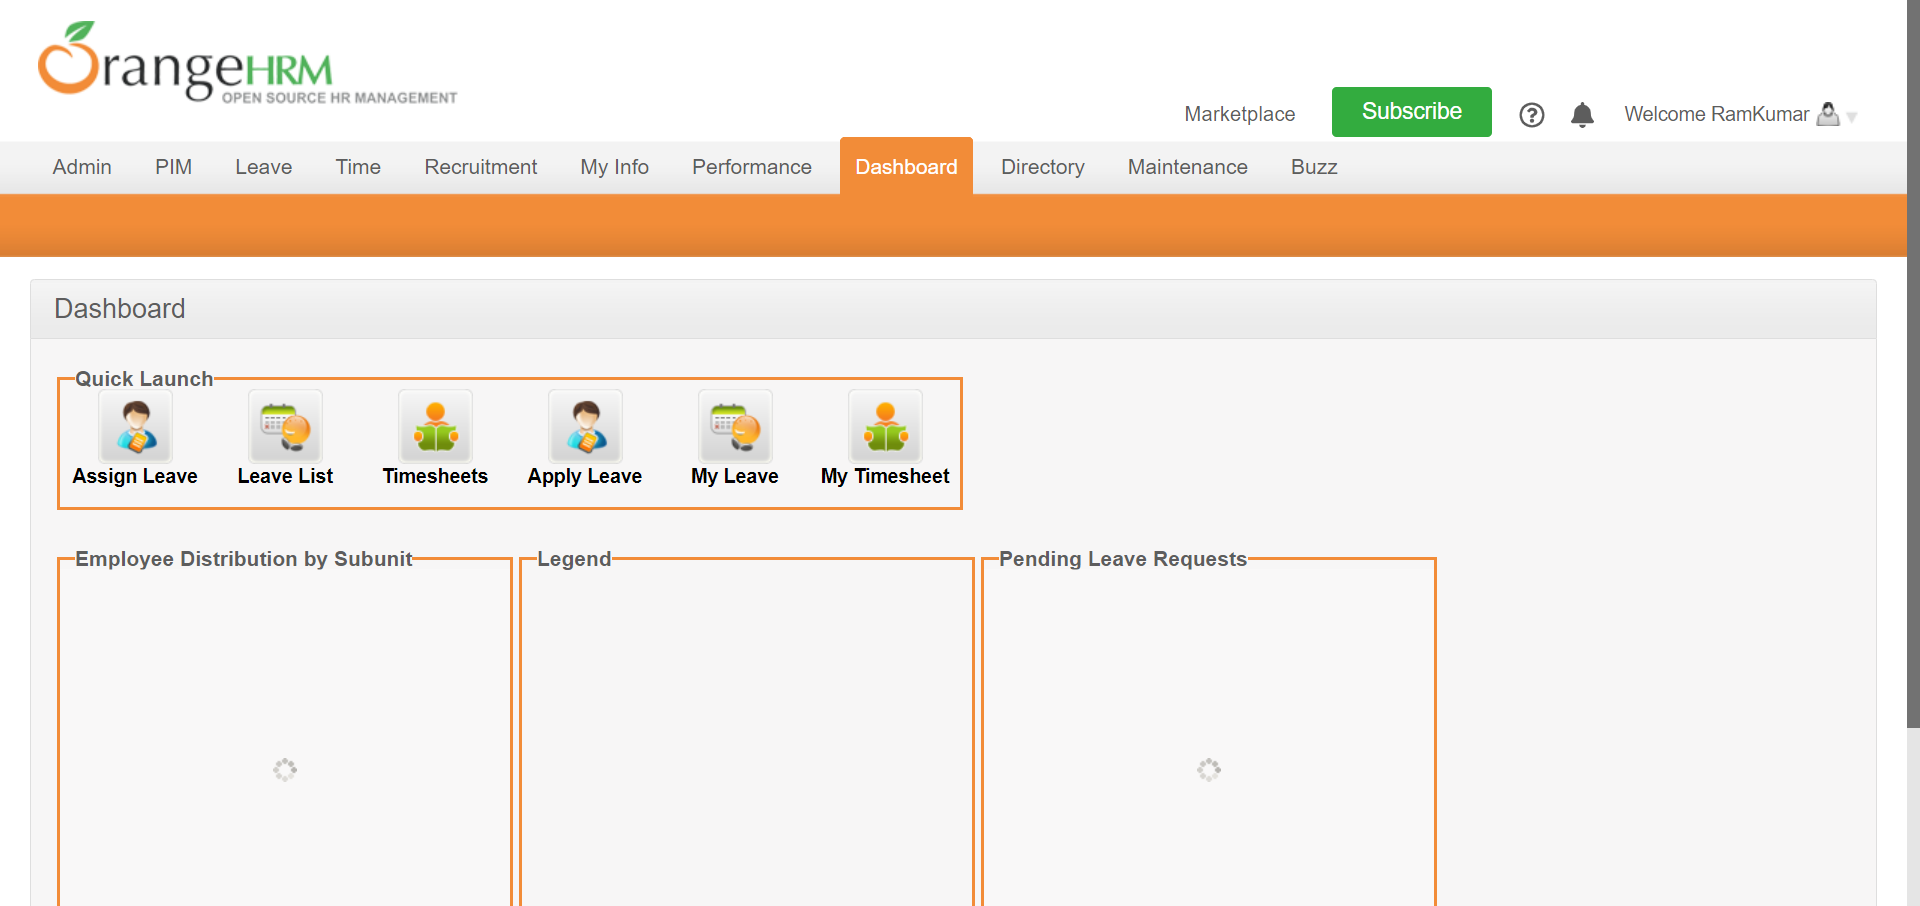 OrangeHRM
OPEN SOURCE HR MANAGEMENT
Marketplace Subscribe Welcome RamKumar
Admin PIM Leave Time Recruitment My Info Performance Dashboard Directory Maintenance Buzz
Dashboard
Quick Launch
Assign Leave Leave List Timesheets Apply Leave My Leave My Timesheet
Employee Distribution by Subunit Legend Pending Leave Requests